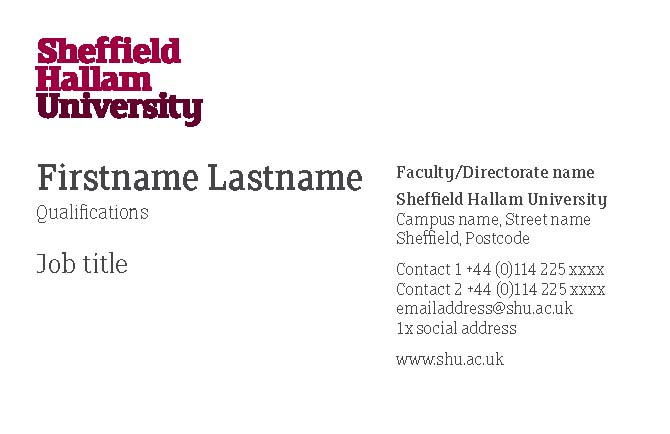 Sheffield
Hallam
University
Firstname Lastname
Qualifications
Job title
Faculty/Directorate name
Sheffield Hallam University
Campus name, Street name
Sheffield, Postcode
Contact 1 +44 (0)114 225 xxxx
Contact 2 +44 (0)114 225 xxxx
emailaddress@shu.ac.uk
1x social address
www.shu.ac.uk